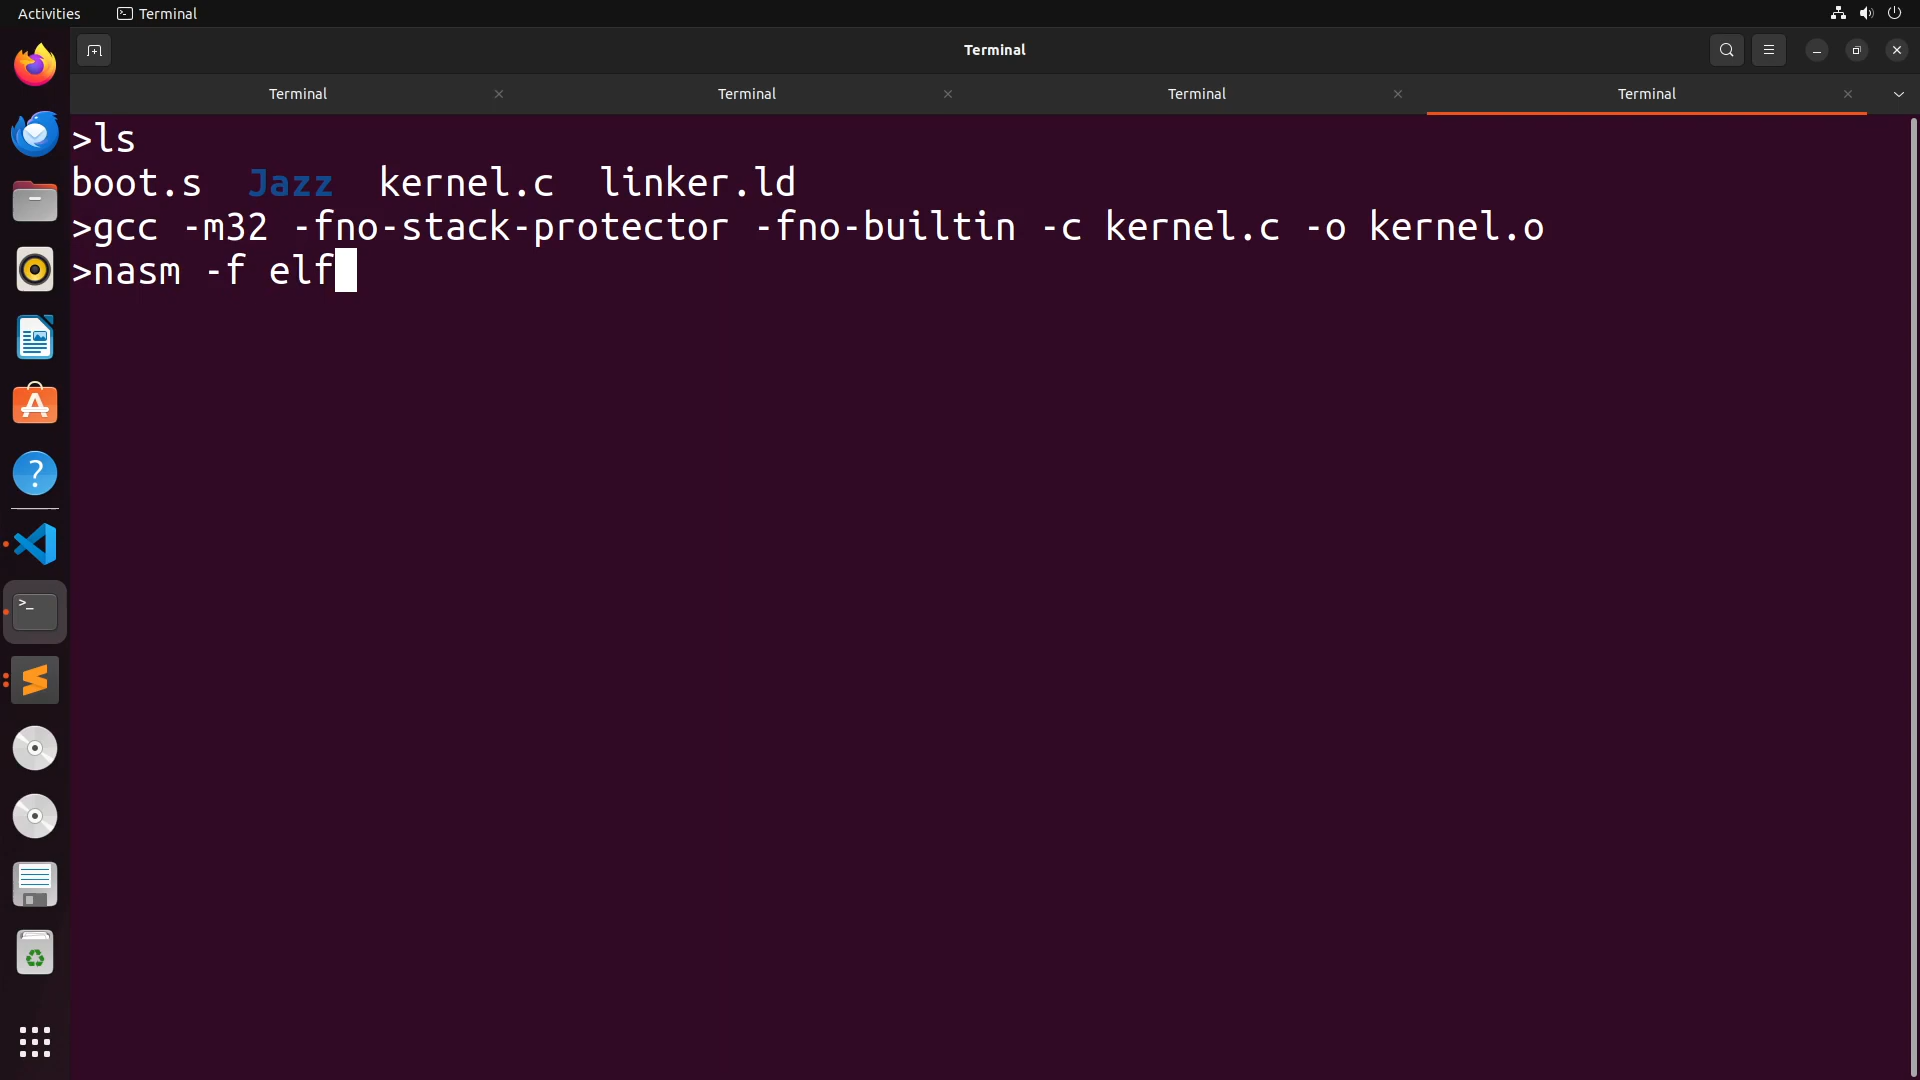 Activities Terminal
Terminal
Terminal Terminal Terminal Terminal
>ls
boot.s Jazz kernel.c linker.ld
>gcc -m32 -fno-stack-protector -fno-builtin -c kernel.c -o kernel.o
>nasm -f elf